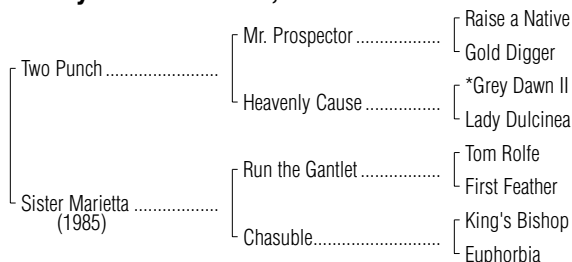 Raise a Native
Mr. Prospector ..................
Gold Digger
Two Punch ........................
*Grey Dawn II
Heavenly Cause ................
Lady Dulcinea
Tom Rolfe
Run the Gantlet .................
First Feather
Sister Marietta ..................
(1985)
King's Bishop
Chasuble...........................
Euphorbia